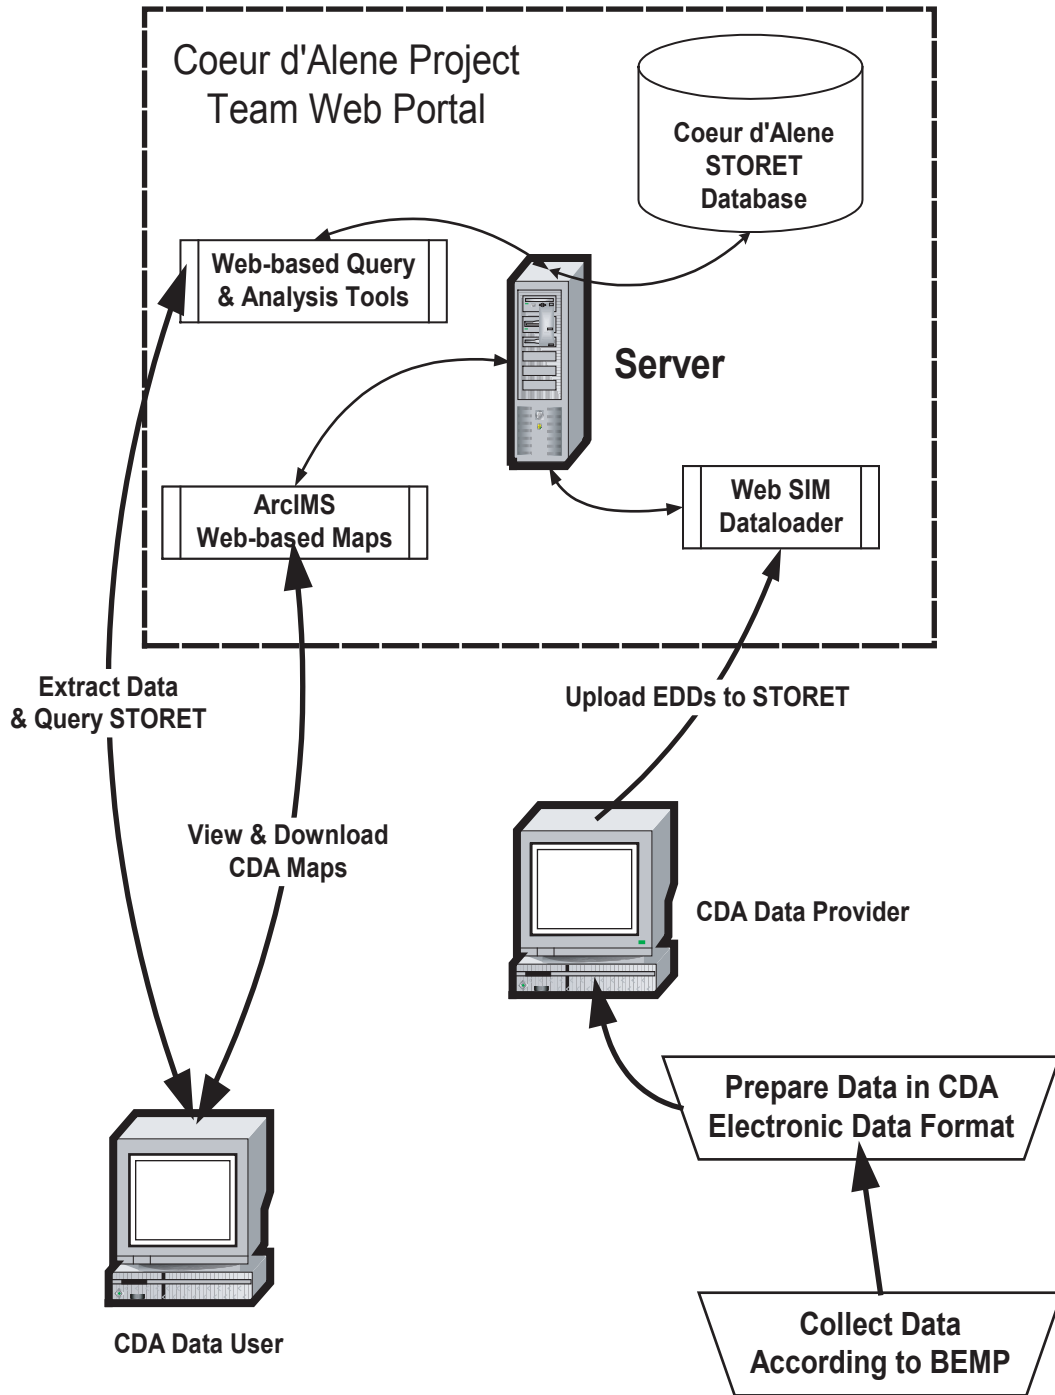 Coeur d'Alene Project
Team Web Portal
Coeur d'Alene
STORET
Database
Web-based Query
& Analysis Tools
Server
ArcIMS
Web-based Maps
Web SIM
Dataloader
Extract Data
& Query STORET
Upload EDDs to STORET
View & Download
CDA Maps
CDA Data Provider
Prepare Data in CDA
Electronic Data Format
CDA Data User
Collect Data
According to BEMP